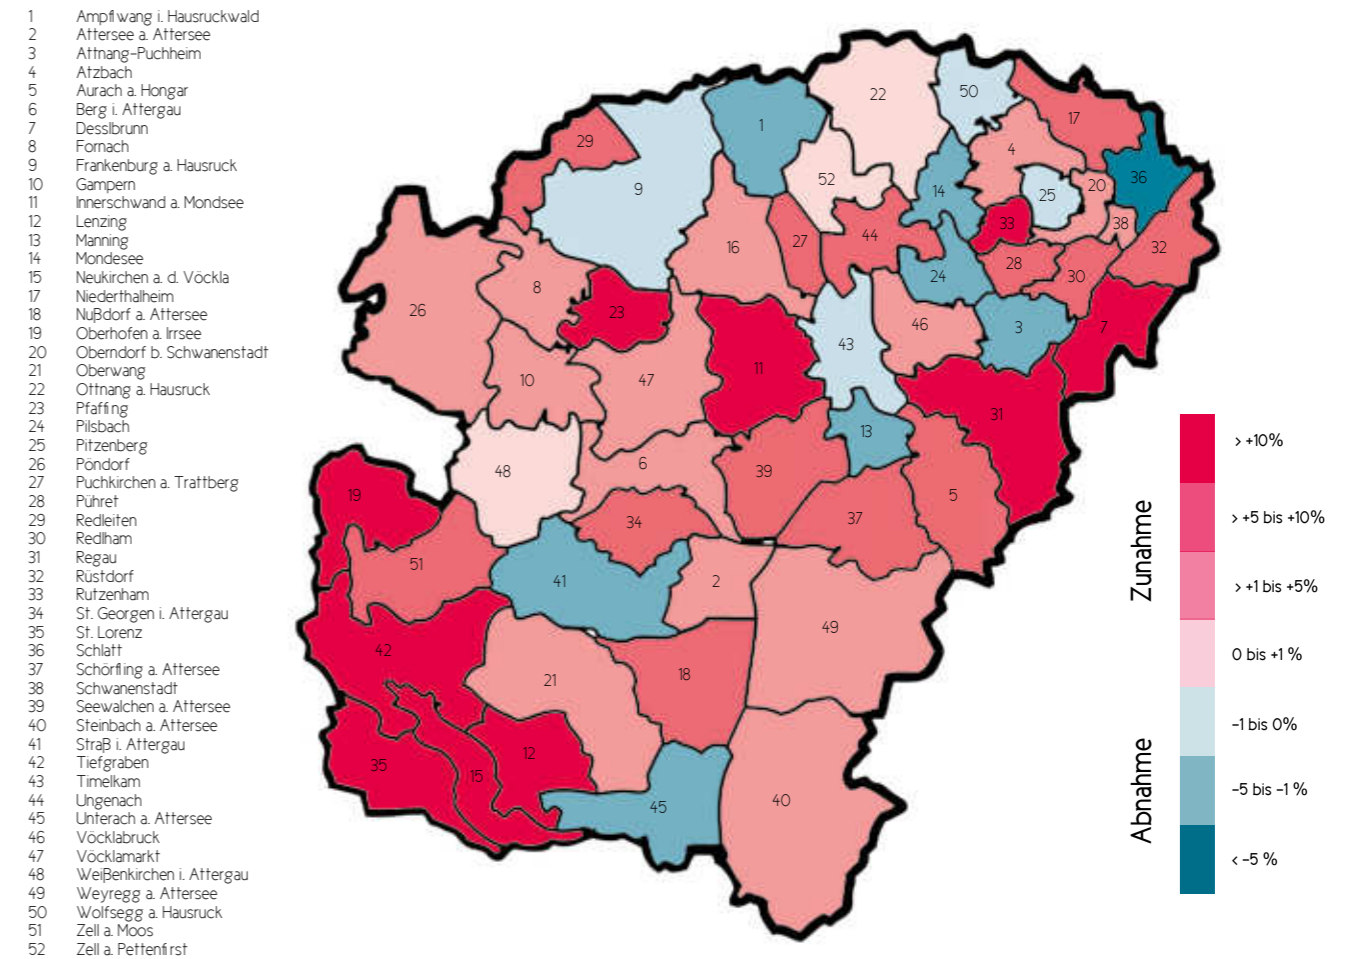 1 Ampflwang i. Hausruckwald
2 Attersee a. Attersee
3 Attnang-Puchheim
4 Atzbach
5 Aurach a. Hongar
6 Berg i. Attergau
7 Desslbrunn
8 Fornach
9 Frankenburg a. Hausruck
10 Gampern
11 Innerschwand a. Mondsee
12 Lenzing
13 Manning
14 Mondesee
15 Neukirchen a. d. Vöckla
17 Niederthalheim
18 Nußdorf a. Attersee
19 Oberhofen a. Irrsee
20 Oberndorf b. Schwanenstadt
21 Oberwang
22 Ottnang a. Hausruck
23 Pfaffing
24 Pilsbach
25 Pitzenberg
26 Pöndorf
27 Puchkirchen a. Trattberg
28 Pühret
29 Redleiten
30 Redlham
31 Regau
32 Rüstdorf
33 Rutzenham
34 St. Georgen i. Attergau
35 St. Lorenz
36 Schlatt
37 Schörfling a. Attersee
38 Schwanenstadt
39 Seewalchen a. Attersee
40 Steinbach a. Attersee
41 Straß i. Attergau
42 Tiefgraben
43 Timelkam
44 Ungenach
45 Unterach a. Attersee
46 Vöcklabruck
47 Vöcklamarkt
48 Weißenkirchen i. Attergau
49 Weyregg a. Attersee
50 Wolfsegg a. Hausruck
51 Zell a. Moos
52 Zell a. Pettenfirst
22
50
17
1
29
4
36
52
9
14
25
20
33
38
44
27
16
32
28
24
30
8
26
23
46
3
7
43
11
10
47
31
13
6
48
39
19
5
37
34
51
41
2
49
42
21
18
12
35
15
40
45
Zunahme
> +10%
> +5 bis +10%
> +1 bis +5%
0 bis +1 %
Abnahme
-1 bis 0%
-5 bis -1 %
< -5 %